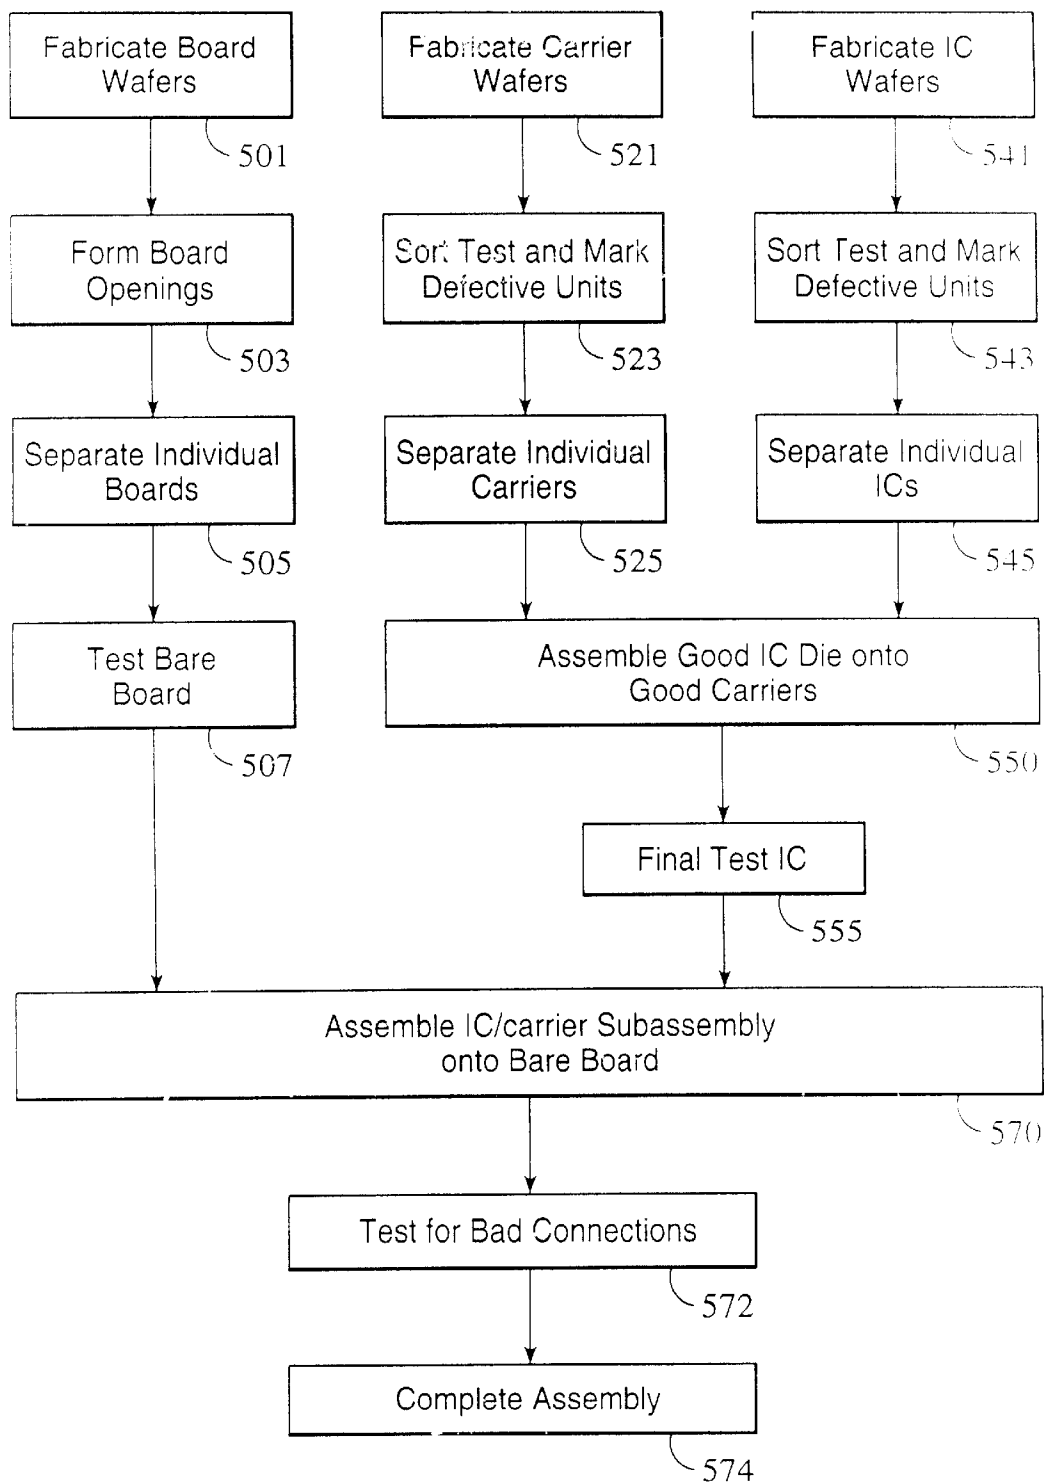 Fabricate Board
Wafers
501
Fabricate Carrier
Wafers
521
Fabricate IC
Wafers
541
Form Board
Openings
503
Sort Test and Mark
Defective Units
523
Sort Test and Mark
Defective Units
543
Separate Individual
Boards
505
Separate Individual
Carriers
525
Separate Individual
ICs
545
Test Bare
Board
507
Assemble Good IC Die onto
Good Carriers
550
Final Test IC
555
Assemble IC/carrier Subassembly
onto Bare Board
570
Test for Bad Connections
572
Complete Assembly
574